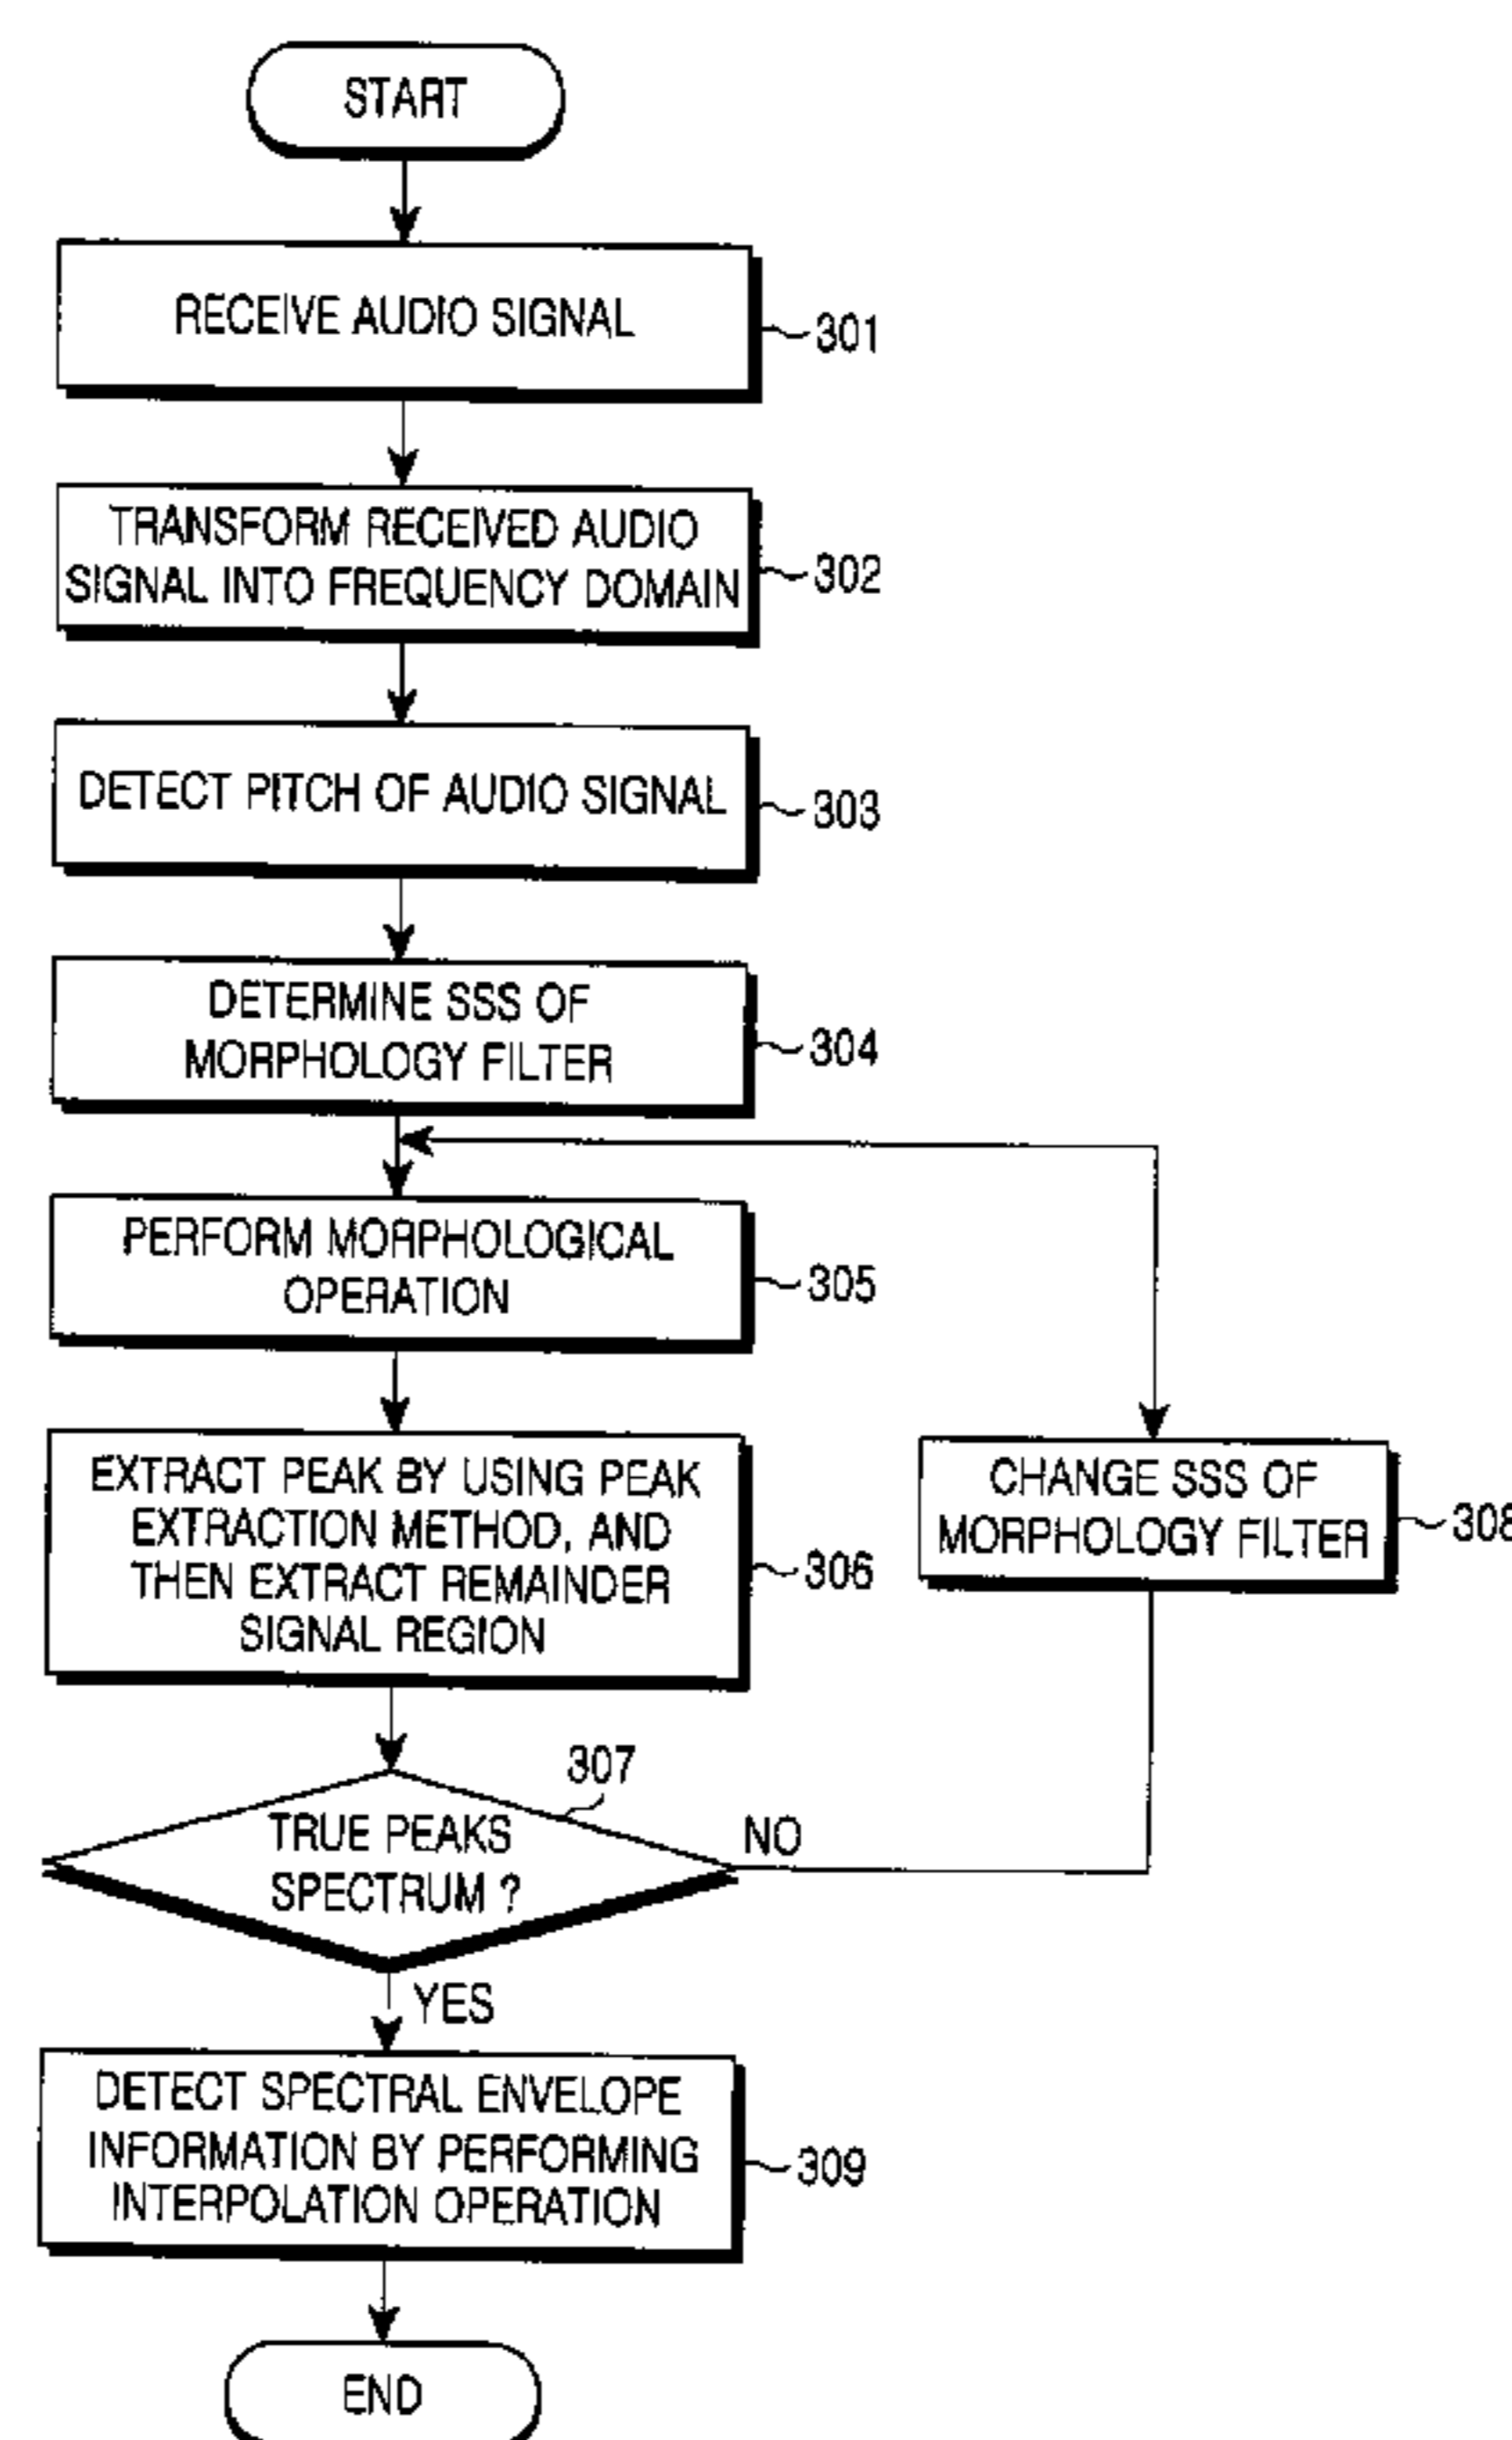 START
RECEIVE AUDIO SIGNAL
301
TRANSFORM RECEIVED AUDIO
SIGNAL INTO FREQUENCY DOMAIN
302
DETECT PITCH OF AUDIO SIGNAL
303
DETERMINE SSS OF
MORPHOLOGY FILTER
304
PERFORM MORPHOLOGICAL
OPERATION
305
EXTRACT PEAK BY USING PEAK
EXTRACTION METHOD, AND
THEN EXTRACT REMAINDER
SIGNAL REGION
306
CHANGE SSS OF
MORPHOLOGY FILTER
308
307
TRUE PEAKS
SPECTRUM ?
NO
YES
DETECT SPECTRAL ENVELOPE
INFORMATION BY PERFORMING
INTERPOLATION OPERATION
309
END